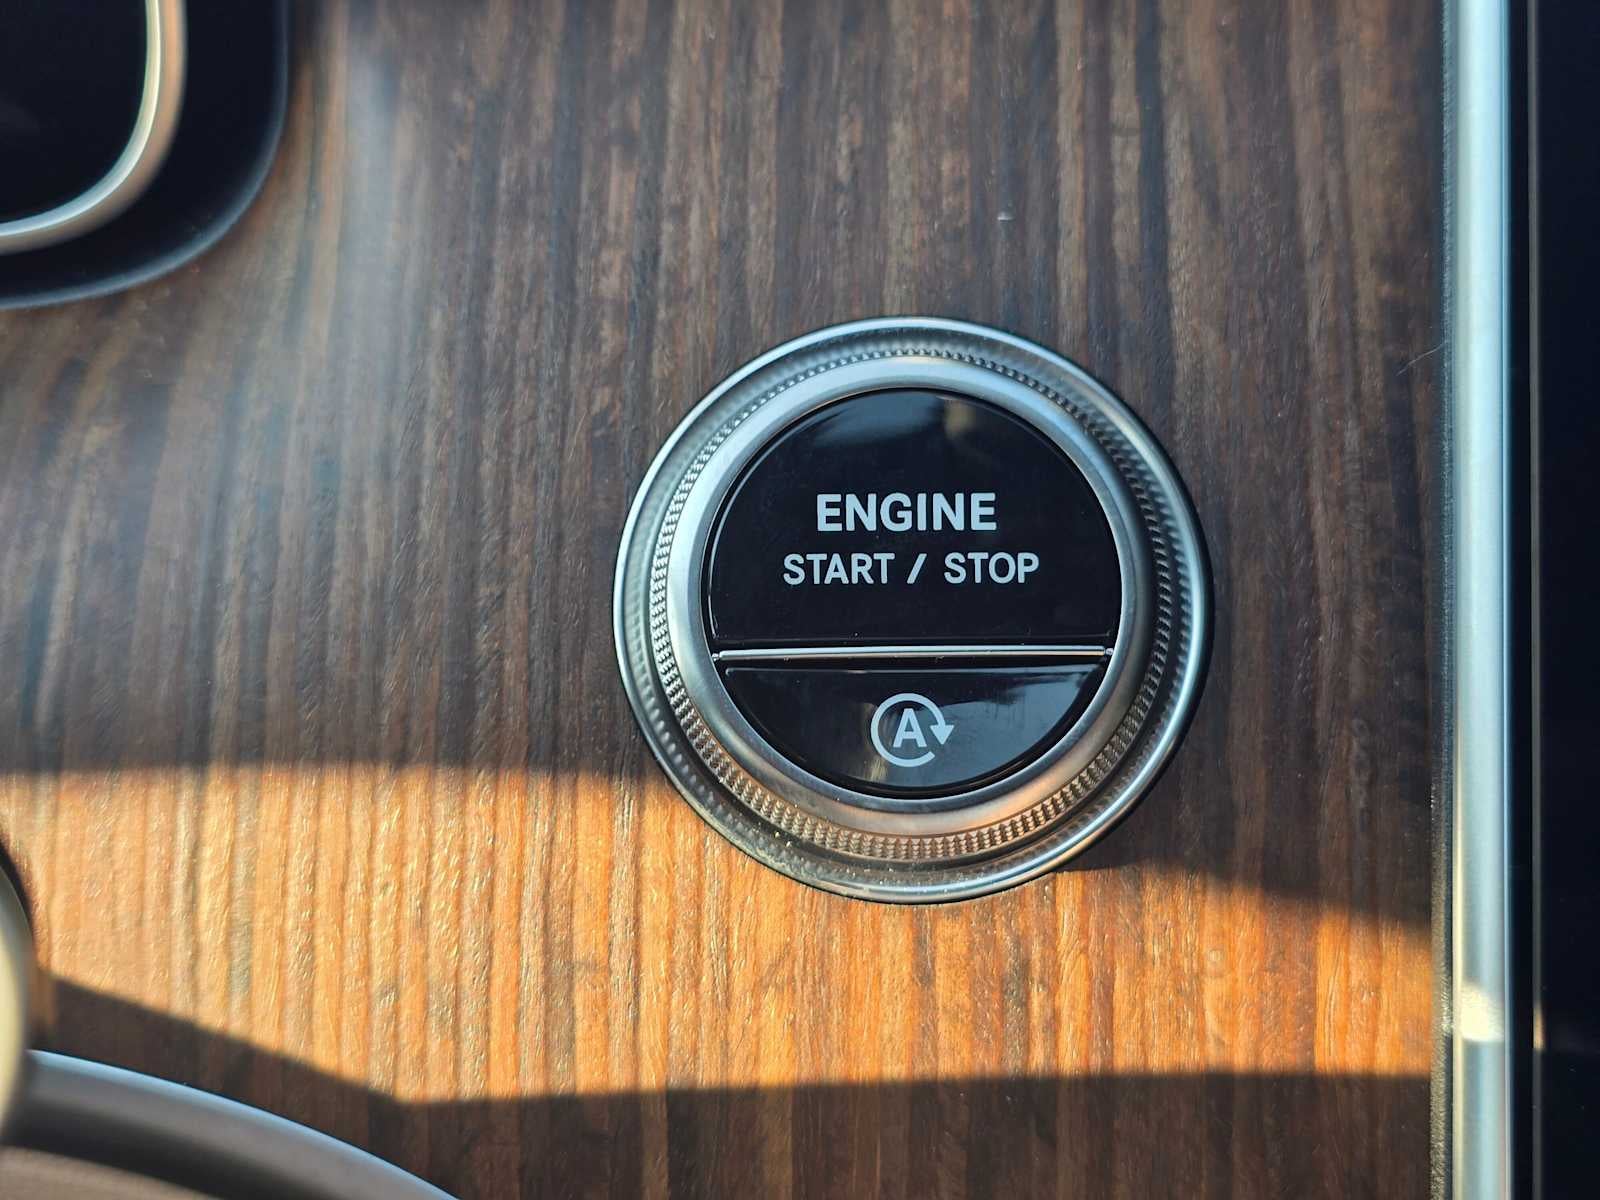 ENGINE
START / STOP
A